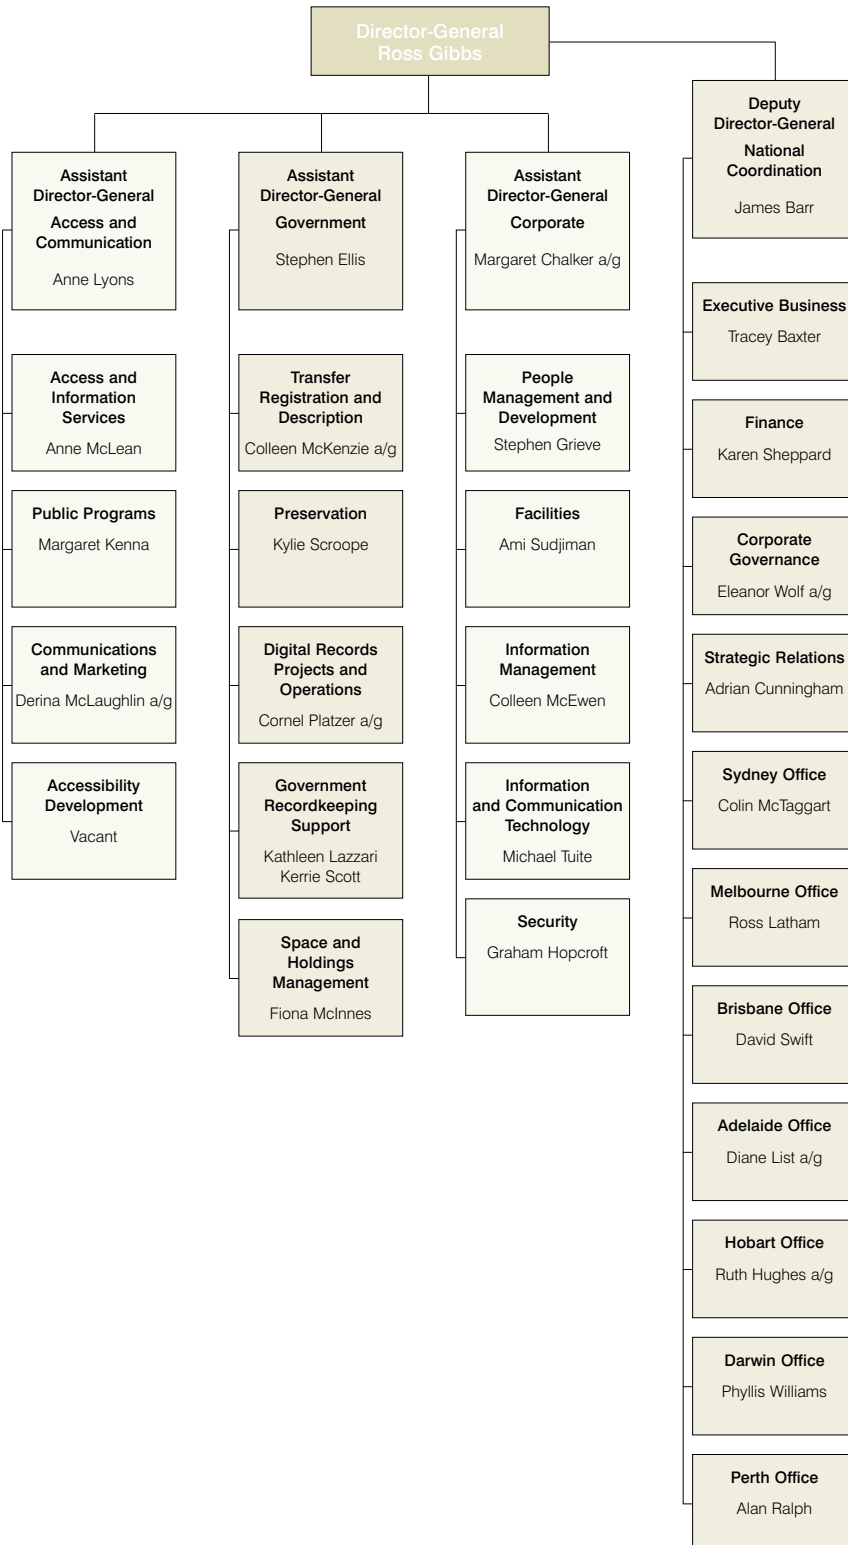 Director-General
Ross Gibbs
Assistant
Director-General
Access and
Communication
Anne Lyons
Access and
Information
Services
Anne McLean
Public Programs
Margaret Kenna
Communications
and Marketing
Derina McLaughlin a/g
Accessibility
Development
Vacant
Assistant
Director-General
Government
Stephen Ellis
Transfer
Registration and
Description
Colleen McKenzie a/g
Preservation
Kylie Scroope
Digital Records
Projects and
Operations
Cornel Platzer a/g
Government
Recordkeeping
Support
Kathleen Lazzari
Kerrie Scott
Space and
Holdings
Management
Fiona McInnes
Assistant
Director-General
Corporate
Margaret Chalker a/g
People
Management and
Development
Stephen Grieve
Facilities
Ami Sudjiman
Information
Management
Colleen McEwen
Information
and Communication
Technology
Michael Tuite
Security
Graham Hopcroft
Deputy
Director-General
National
Coordination
James Barr
Executive Business
Tracey Baxter
Finance
Karen Sheppard
Corporate
Governance
Eleanor Wolf a/g
Strategic Relations
Adrian Cunningham
Sydney Office
Colin McTaggart
Melbourne Office
Ross Latham
Brisbane Office
David Swift
Adelaide Office
Diane List a/g
Hobart Office
Ruth Hughes a/g
Darwin Office
Phyllis Williams
Perth Office
Alan Ralph